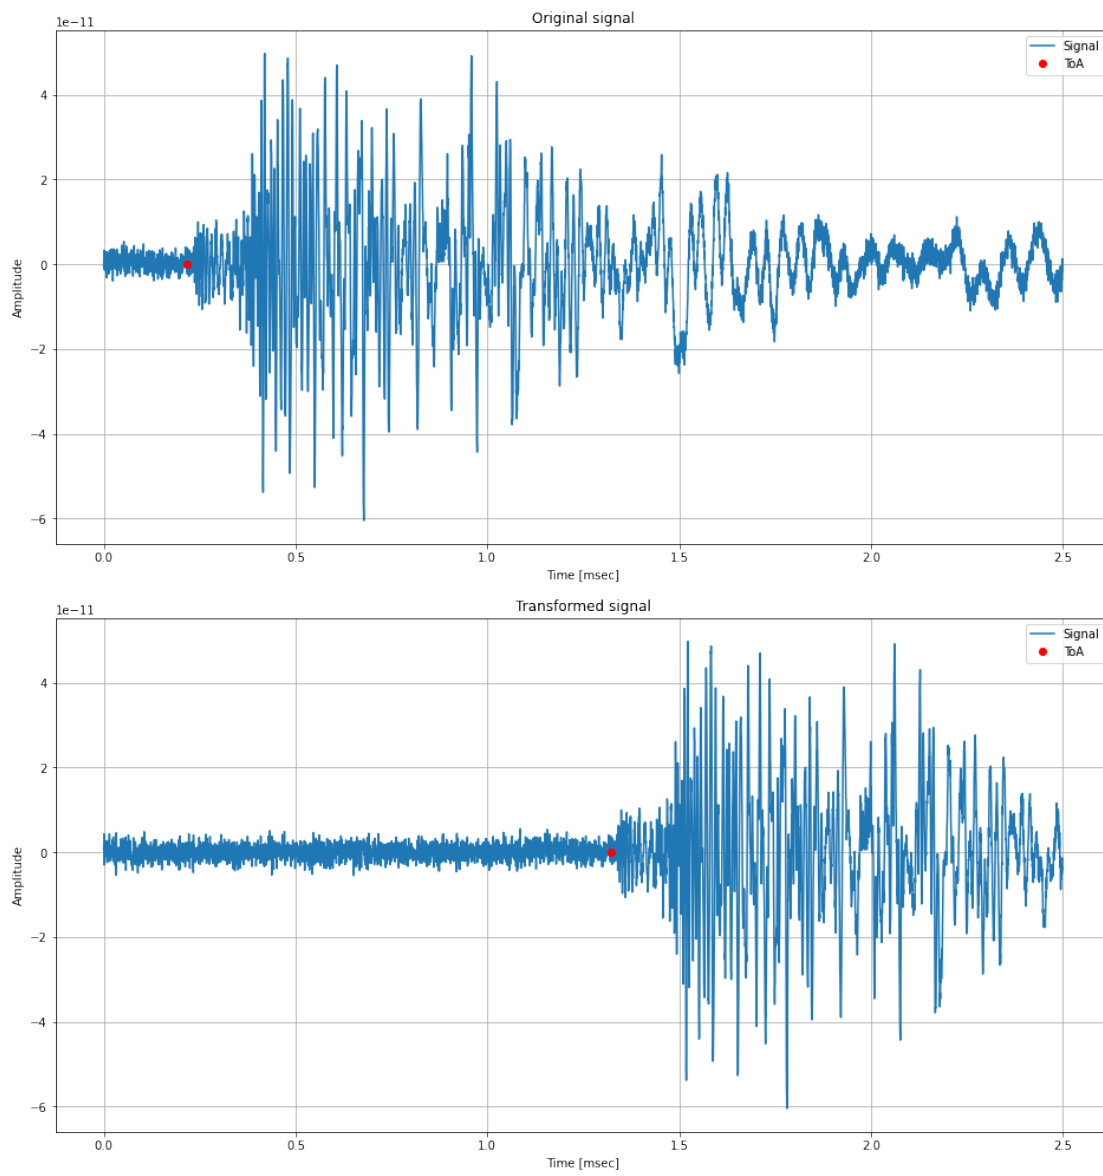 Original signal
1e−11
Signal
ToA
4
2
0
−2
−4
−6
Amplitude
0.0 0.5 1.0 1.5 2.0 2.5
Time [msec]
Transformed signal
1e−11
Signal
ToA
4
2
0
−2
−4
−6
Amplitude
0.0 0.5 1.0 1.5 2.0 2.5
Time [msec]